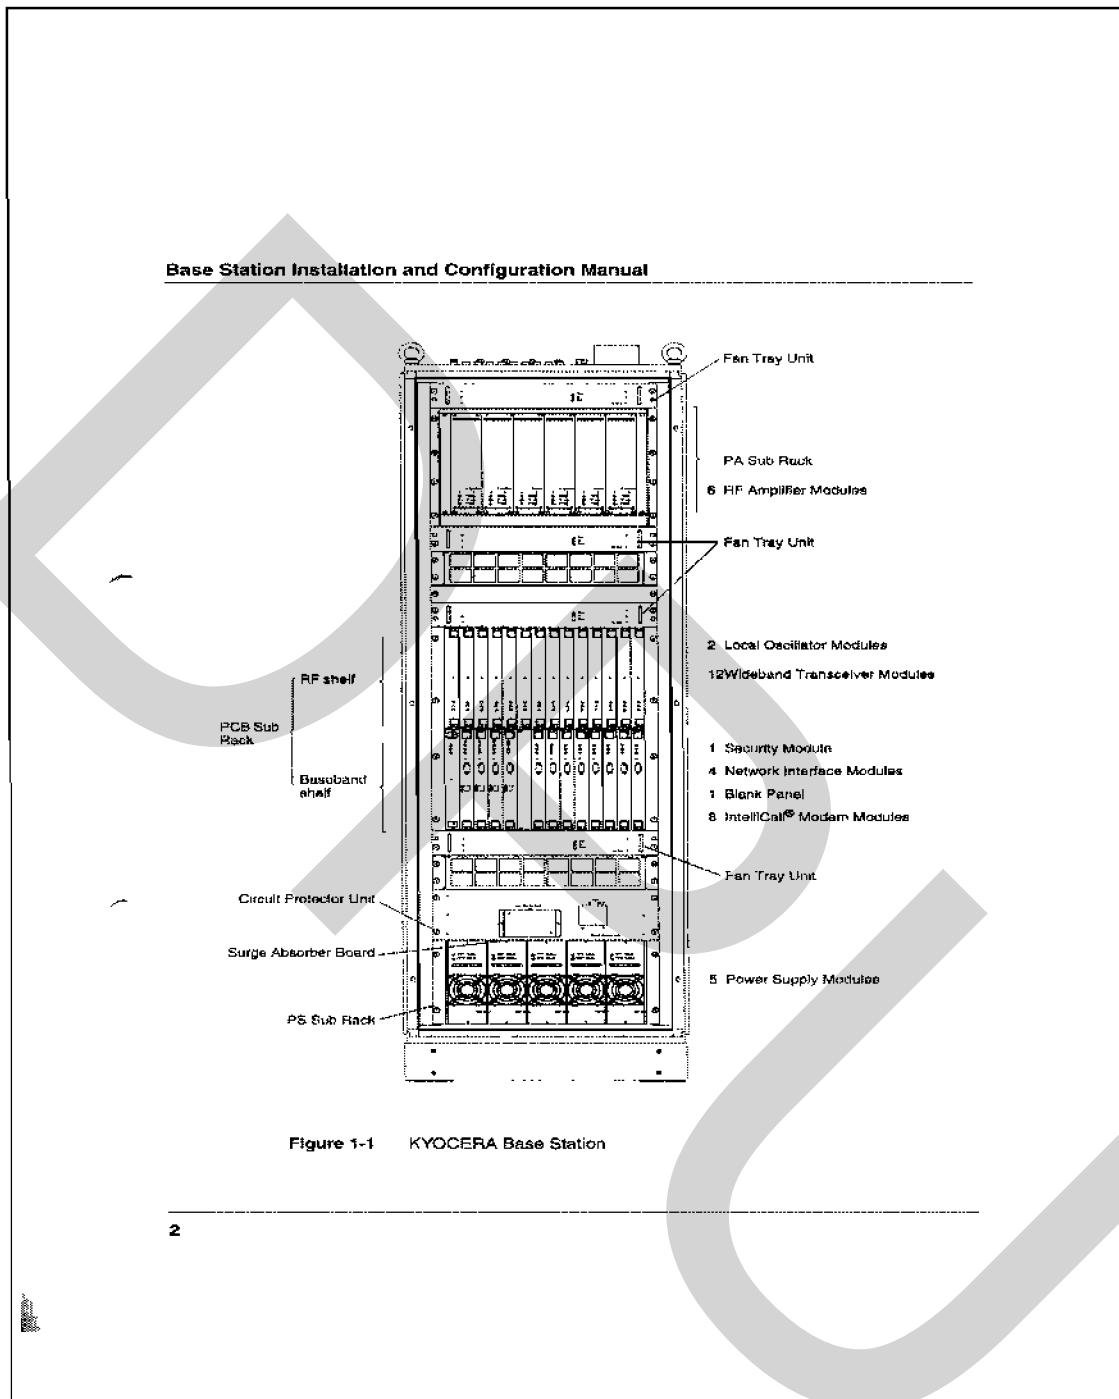 Base Station Installation and Configuration Manual
Fan Tray Unit
PA Sub Rack
6 RF Amplifier Modules
Fan Tray Unit
2 Local Oscillator Modules
12Wideband Transceiver Modules
RF shelf
PCB Sub
Rack
Baseband
shelf
1 Security Module
4 Network Interface Modules
1 Blank Panel
8 IntelliCell® Modem Modules
Fan Tray Unit
Circuit Protector Unit
Surge Absorber Board
5 Power Supply Modules
PS Sub Rack
Figure 1-1 KYOCERA Base Station
2